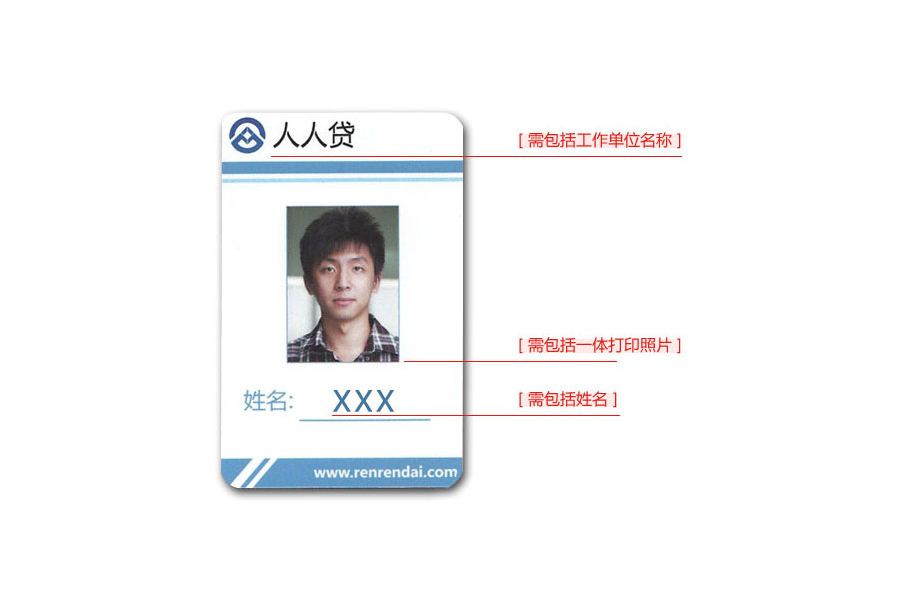 人人贷
[ 需包括工作单位名称 ]
[ 需包括一体打印照片 ]
姓名: XXX
[ 需包括姓名 ]
www.renrendai.com